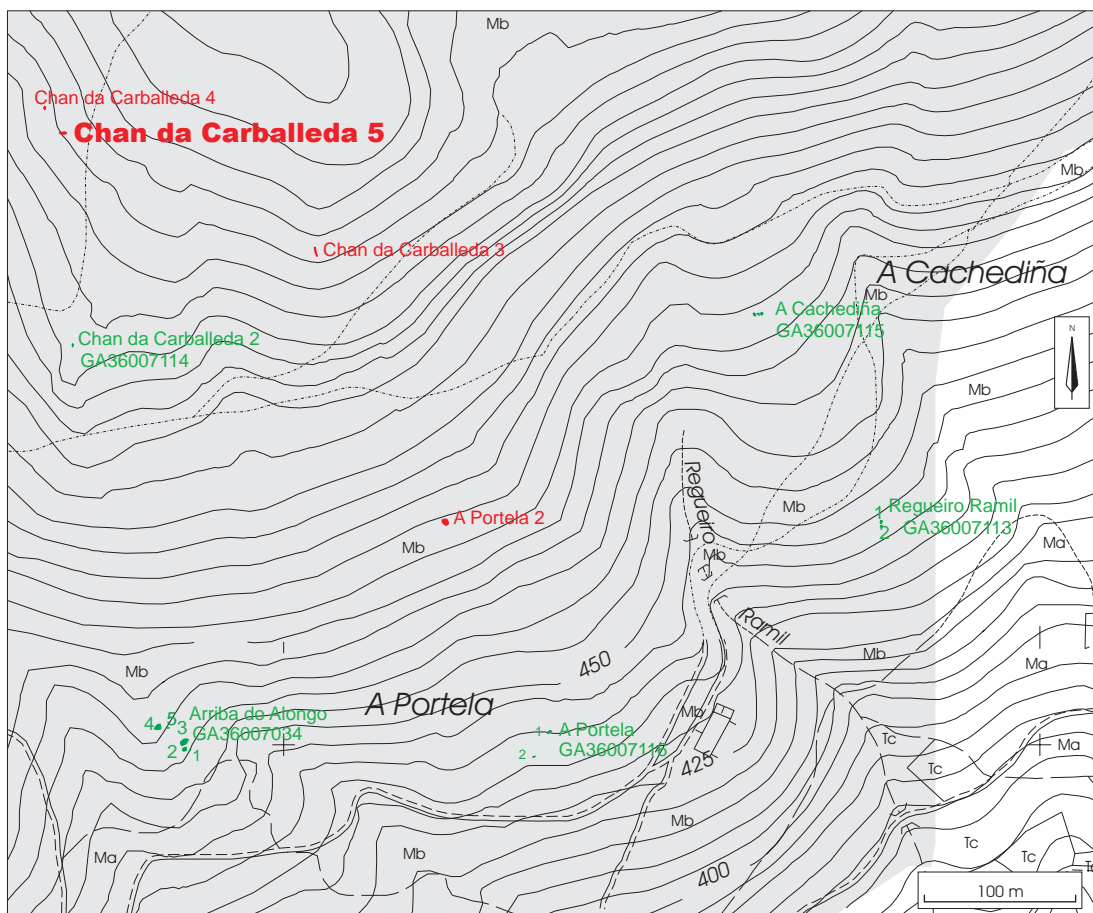 Mb
Chan da Carballeda 4
Chan da Carballeda 5
Mb
Chan da Carballeda 3
A Cachediña
Mb
A Cachediña
GA36007115
N
Chan da Carballeda 2
GA36007114
Mb
Regueiro
Mb
1 Regueiro Ramil
2 GA36007113
A Portela 2
Mb
Mb
Ma
Ramil
450
Mb
Mb
Ma
A Portela
4 5 3 Arriba do Alongo
GA36007034
2 1
Mb
1 A Portela
GA36007116
2
425
Tc
Ma
Tc
Tc
Mb
Ma
Mb
Tc
Tc
Tc
400
100 m